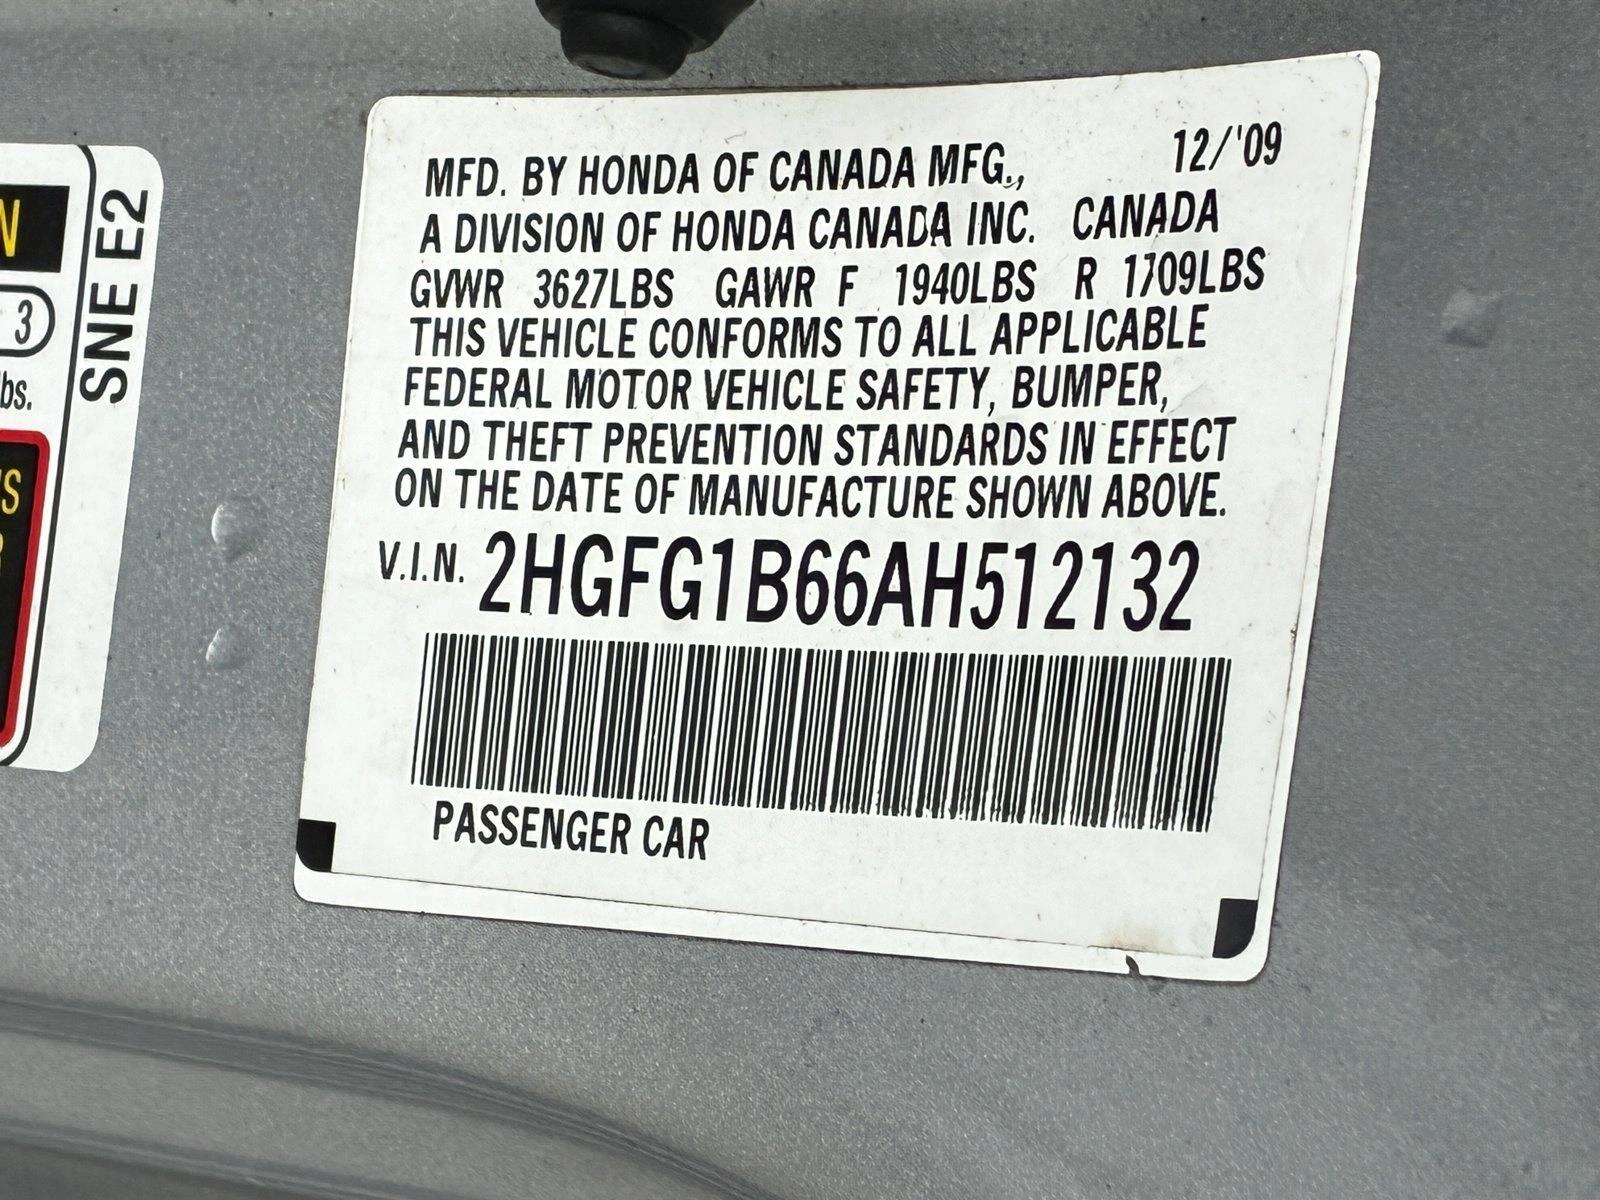 N
3
lbs.
SNE E2
MFD. BY HONDA OF CANADA MFG., 12/'09
A DIVISION OF HONDA CANADA INC. CANADA
GVWR 3627LBS GAWR F 1940LBS R 1709LBS
THIS VEHICLE CONFORMS TO ALL APPLICABLE
FEDERAL MOTOR VEHICLE SAFETY, BUMPER,
AND THEFT PREVENTION STANDARDS IN EFFECT
ON THE DATE OF MANUFACTURE SHOWN ABOVE.
V.I.N. 2HGFG1B66AH512132
PASSENGER CAR